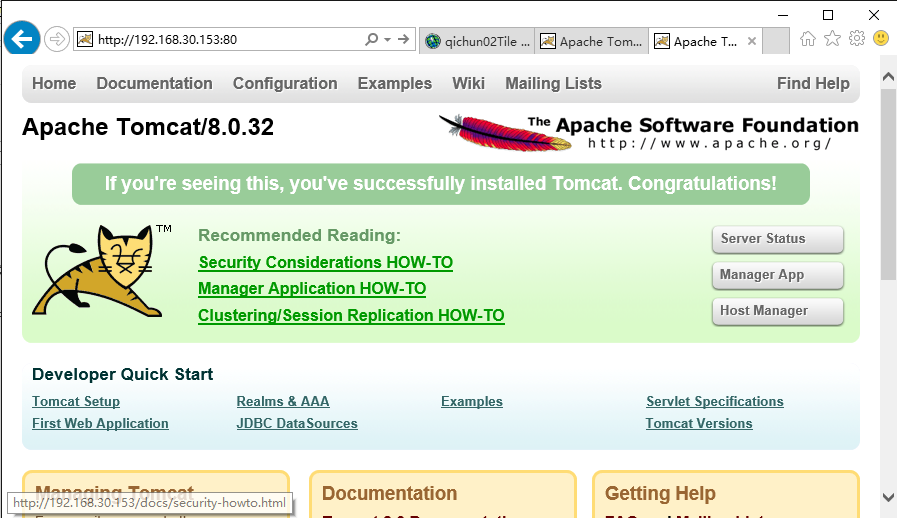 http://192.168.30.153:80
qichun02Tile ...
Apache Tom...
Apache T...
Home Documentation Configuration Examples Wiki Mailing Lists Find Help
Apache Tomcat/8.0.32
The Apache Software Foundation
http://www.apache.org/
If you're seeing this, you've successfully installed Tomcat. Congratulations!
TM
Recommended Reading:
Security Considerations HOW-TO
Manager Application HOW-TO
Clustering/Session Replication HOW-TO
Server Status
Manager App
Host Manager
Developer Quick Start
Tomcat Setup Realms & AAA Examples Servlet Specifications
First Web Application JDBC DataSources Tomcat Versions
Managing Tomcat Documentation Getting Help
http://192.168.30.153/docs/security-howto.html